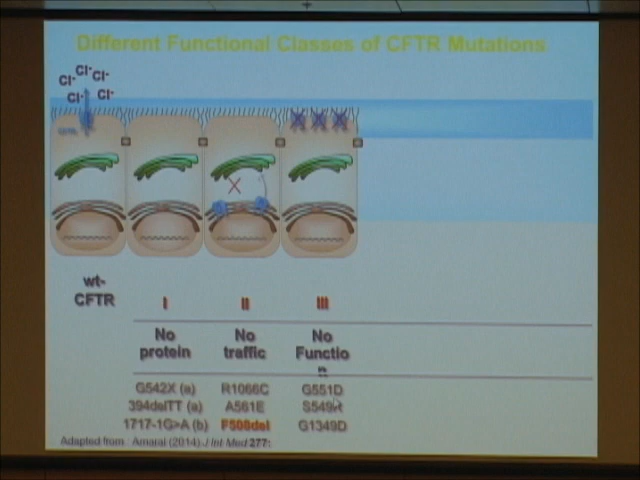 Different Functional Classes of CFTR Mutations
Cl- Cl- Cl-
Cl- Cl-
wt-
CFTR I II III
No protein No traffic No Functio
n
G542X (a) R1066C G551D
394delTT (a) A561E S549R
1717-1G>A (b) F508del G1349D
Adapted from : Amaral (2014) J Int Med 277: